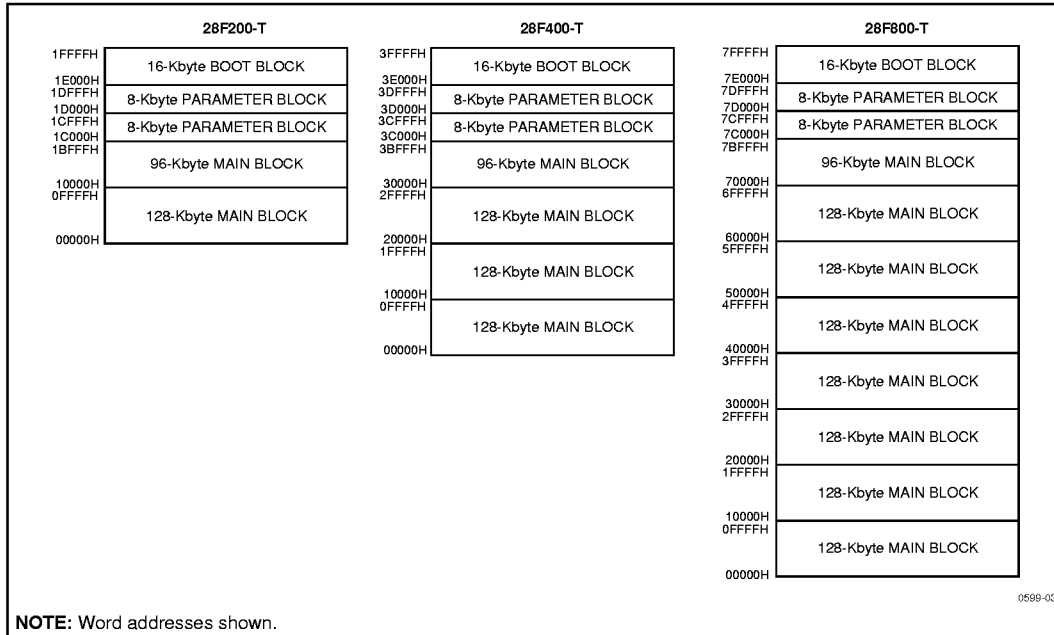 28F200-T
1FFFFH
16-Kbyte BOOT BLOCK
1E000H
1DFFFH
8-Kbyte PARAMETER BLOCK
1D000H
1CFFFH
8-Kbyte PARAMETER BLOCK
1C000H
1BFFFH
96-Kbyte MAIN BLOCK
10000H
0FFFFH
128-Kbyte MAIN BLOCK
00000H
28F400-T
3FFFFH
16-Kbyte BOOT BLOCK
3E000H
3DFFFH
8-Kbyte PARAMETER BLOCK
3D000H
3CFFFH
8-Kbyte PARAMETER BLOCK
3C000H
3BFFFH
96-Kbyte MAIN BLOCK
30000H
2FFFFH
128-Kbyte MAIN BLOCK
20000H
1FFFFH
128-Kbyte MAIN BLOCK
10000H
0FFFFH
128-Kbyte MAIN BLOCK
00000H
28F800-T
7FFFFH
16-Kbyte BOOT BLOCK
7E000H
7DFFFH
8-Kbyte PARAMETER BLOCK
7D000H
7CFFFH
8-Kbyte PARAMETER BLOCK
7C000H
7BFFFH
96-Kbyte MAIN BLOCK
70000H
6FFFFH
128-Kbyte MAIN BLOCK
60000H
5FFFFH
128-Kbyte MAIN BLOCK
50000H
4FFFFH
128-Kbyte MAIN BLOCK
40000H
3FFFFH
128-Kbyte MAIN BLOCK
30000H
2FFFFH
128-Kbyte MAIN BLOCK
20000H
1FFFFH
128-Kbyte MAIN BLOCK
10000H
0FFFFH
128-Kbyte MAIN BLOCK
00000H
0599-03
NOTE: Word addresses shown.